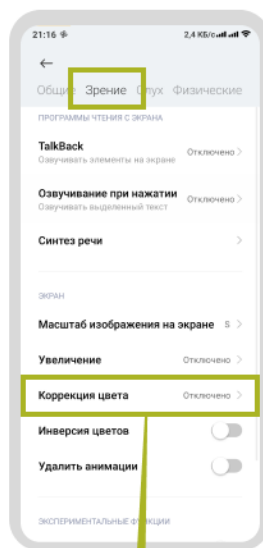 21:16
2,4 КБ/с
Общие Зрение Слух Физические
ПРОГРАММЫ ЧТЕНИЯ С ЭКРАНА
TalkBack
Озвучивать элементы на экране
Отключено
Озвучивание при нажатии
Озвучивать выделенный текст
Отключено
Синтез речи
ЭКРАН
Масштаб изображения на экране S
Увеличение Отключено
Коррекция цвета Отключено
Инверсия цветов
Удалить анимации
ЭКСПЕРИМЕНТАЛЬНЫЕ ФУНКЦИИ